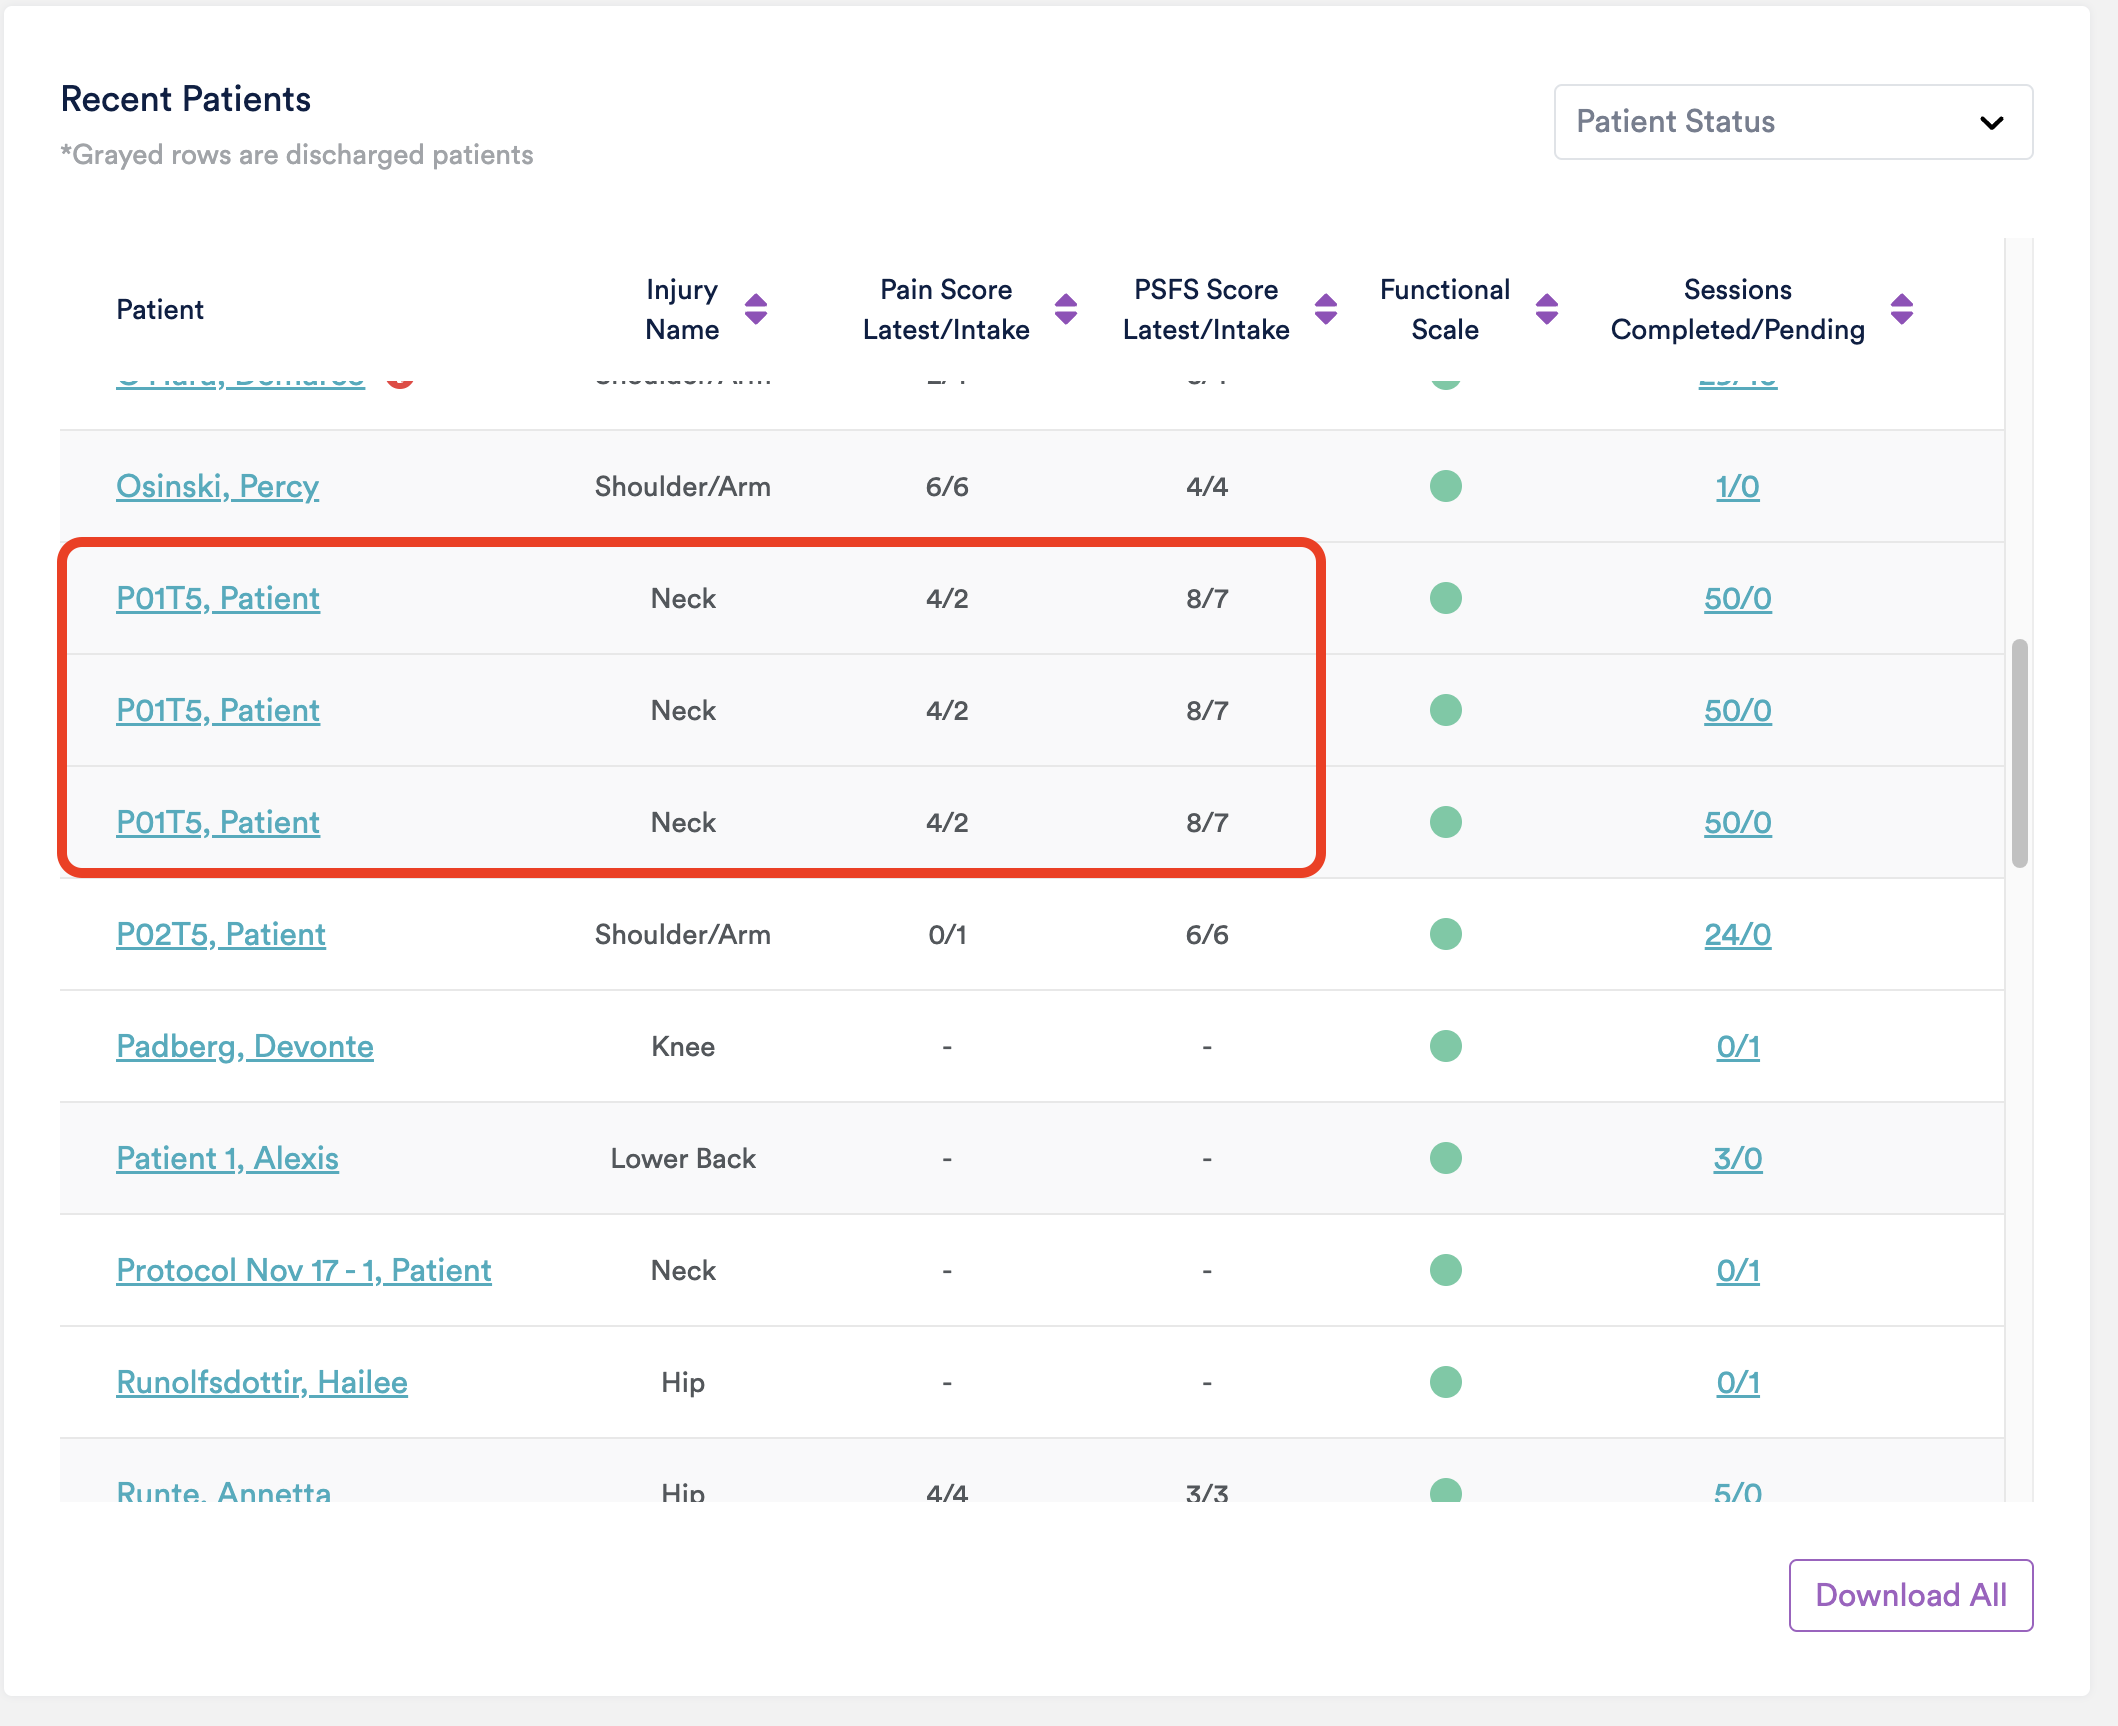 Recent Patients
*Grayed rows are discharged patients
Patient Status
Patient
Injury Name
Pain Score Latest/Intake
PSFS Score Latest/Intake
Functional Scale
Sessions Completed/Pending
Osinski, Percy Shoulder/Arm 6/6 4/4 1/0
P01T5, Patient Neck 4/2 8/7 50/0
P01T5, Patient Neck 4/2 8/7 50/0
P01T5, Patient Neck 4/2 8/7 50/0
P02T5, Patient Shoulder/Arm 0/1 6/6 24/0
Padberg, Devonte Knee - - 0/1
Patient 1, Alexis Lower Back - - 3/0
Protocol Nov 17 - 1, Patient Neck - - 0/1
Runolfsdottir, Hailee Hip - - 0/1
Runte, Annetta Hip 4/4 3/3 5/0
Download All